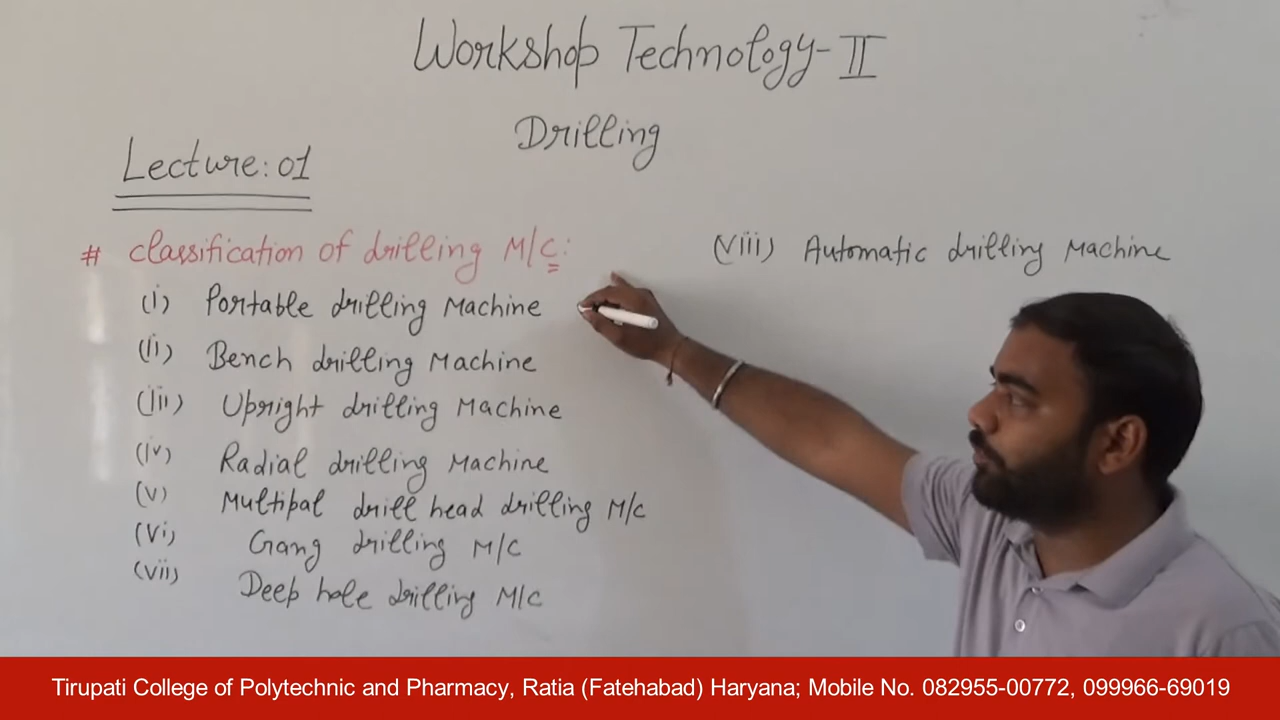 Workshop Technology-II
Drilling
Lecture: 01
# classification of drilling M/C:
(i) Portable drilling Machine
(ii) Bench drilling Machine
(iii) Upright drilling Machine
(iv) Radial drilling Machine
(v) Multipal drill head drilling M/C
(vi) Gang drilling M/C
(vii) Deep hole drilling M/C
(viii) Automatic drilling Machine
Tirupati College of Polytechnic and Pharmacy, Ratia (Fatehabad) Haryana; Mobile No. 082955-00772, 099966-69019